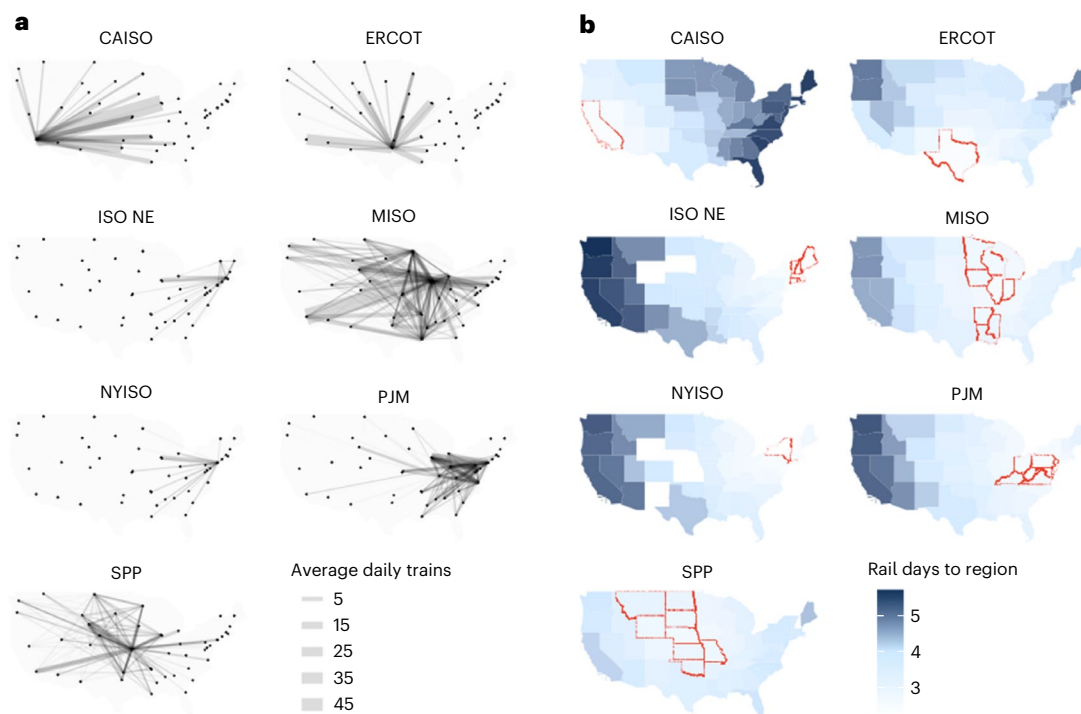 a
CAISO
ERCOT
ISO NE
MISO
NYISO
PJM
SPP
Average daily trains
5
15
25
35
45
b
CAISO
ERCOT
ISO NE
MISO
NYISO
PJM
SPP
Rail days to region
5
4
3